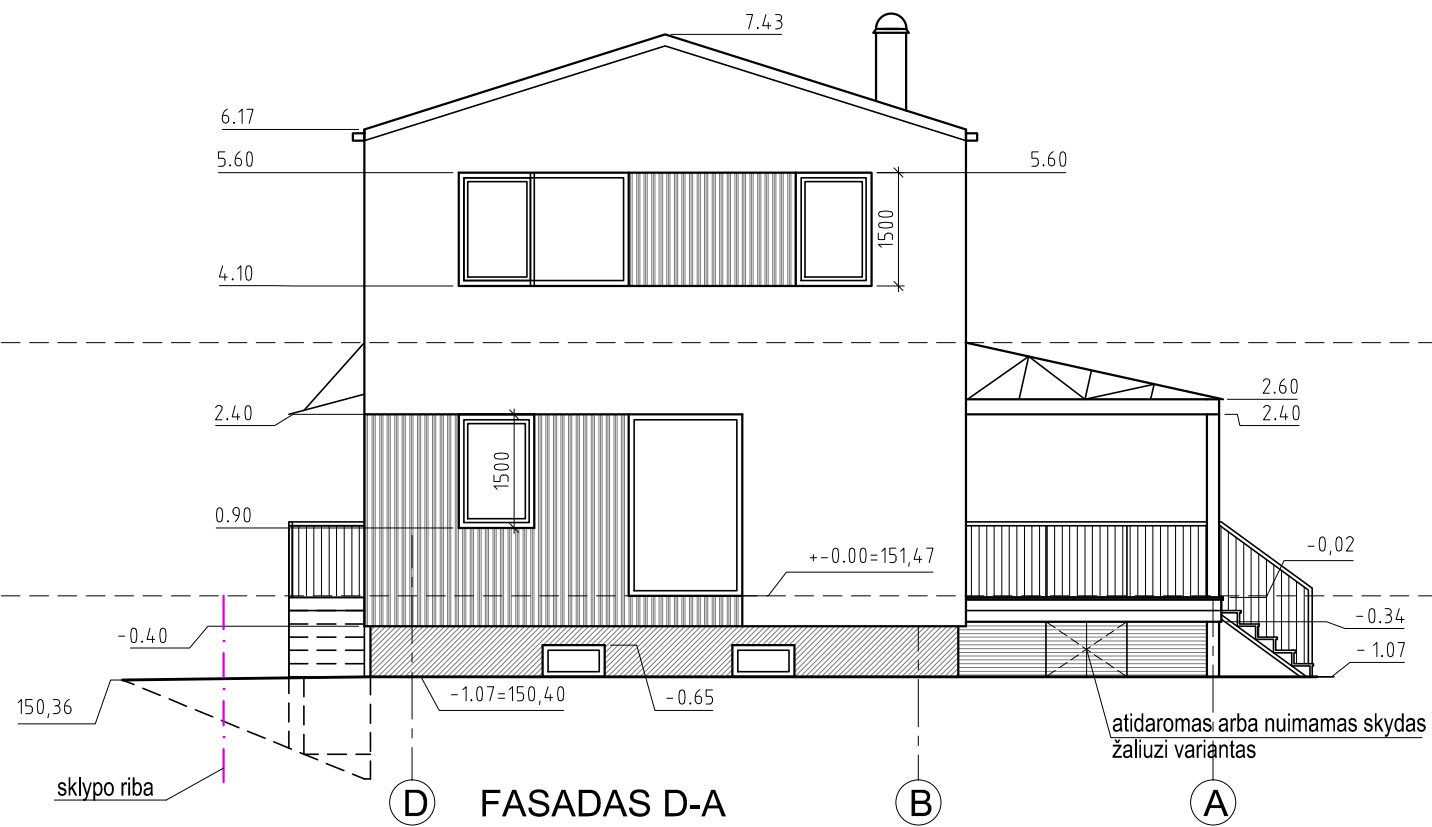 7.43
6.17
5.60
5.60
1500
4.10
2.60
2.40
2.40
1500
0.90
+-0.00=151,47
-0,02
-0.40
-0.34
- 1.07
150,36
-1.07=150,40
-0.65
atidaromas arba nuimamas skydas
žaliuzi variantas
sklypo riba
D
FASADAS D-A
B
A